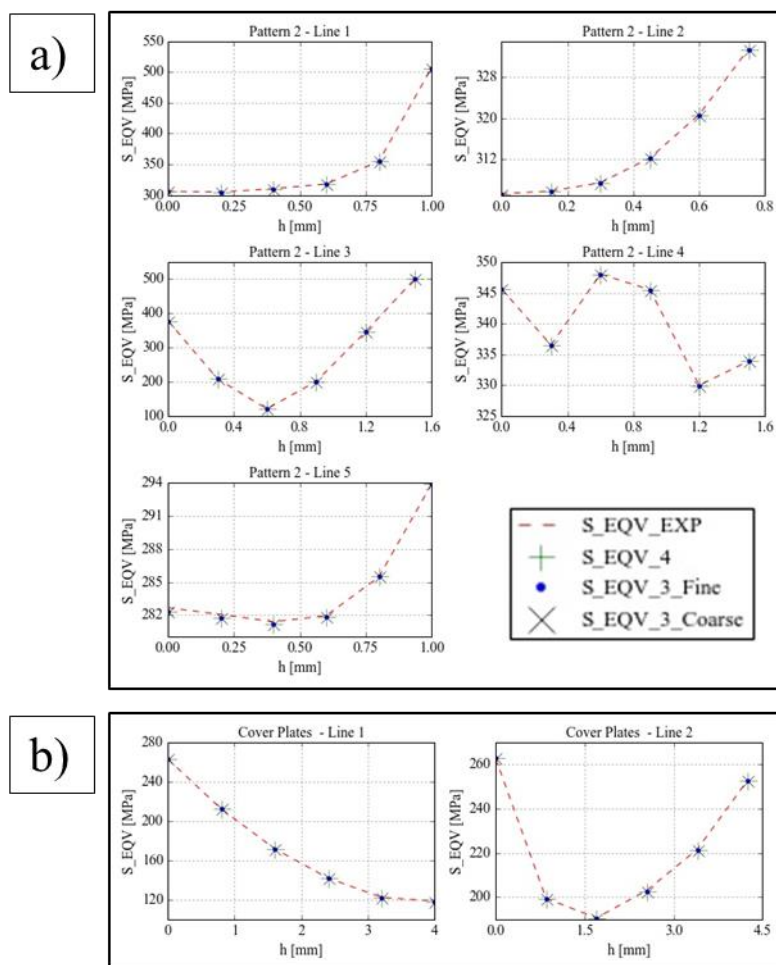 a)
Pattern 2 - Line 1
S_EQV [MPa]
550
500
450
400
350
300
0.00 0.25 0.50 0.75 1.00
h [mm]
Pattern 2 - Line 2
S_EQV [MPa]
328
320
312
0.0 0.2 0.4 0.6 0.8
h [mm]
Pattern 2 - Line 3
S_EQV [MPa]
500
400
300
200
100
0.0 0.4 0.8 1.2 1.6
h [mm]
Pattern 2 - Line 4
S_EQV [MPa]
350
345
340
335
330
325
0.0 0.4 0.8 1.2 1.6
h [mm]
Pattern 2 - Line 5
S_EQV [MPa]
294
291
288
285
282
0.00 0.25 0.50 0.75 1.00
h [mm]
S_EQV_EXP
S_EQV_4
S_EQV_3_Fine
S_EQV_3_Coarse
b)
Cover Plates - Line 1
S_EQV [MPa]
280
240
200
160
120
0 1 2 3 4
h [mm]
Cover Plates - Line 2
S_EQV [MPa]
260
240
220
200
0.0 1.5 3.0 4.5
h [mm]